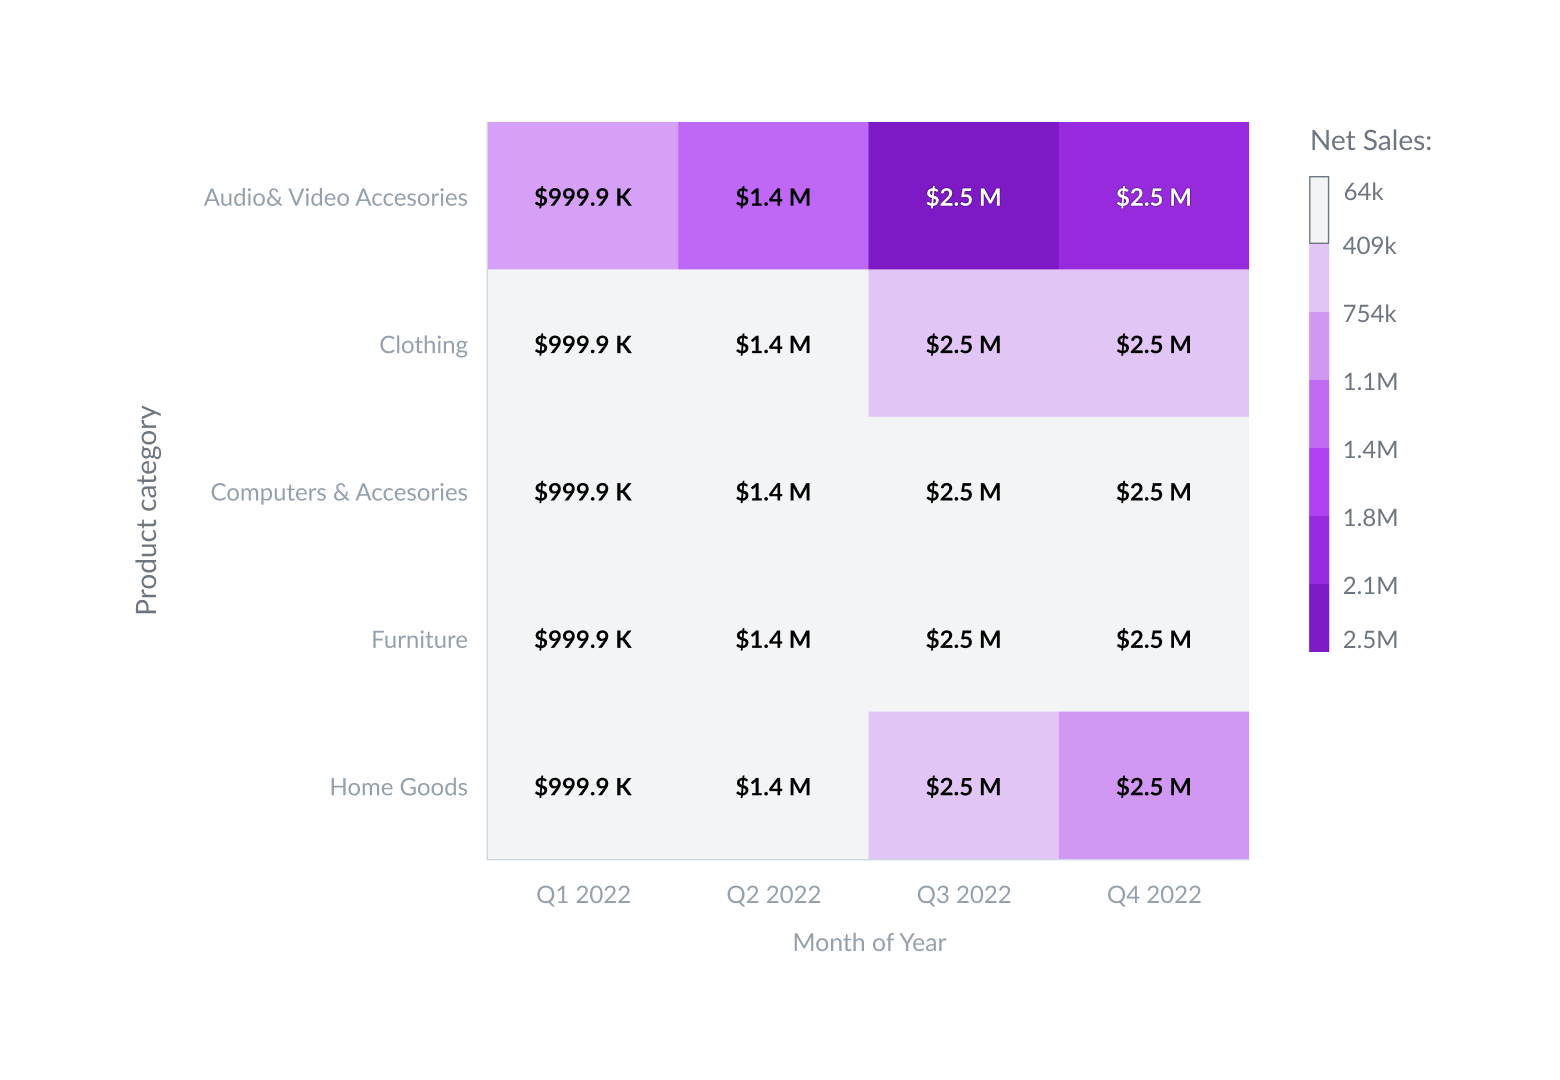 Net Sales:
64k
409k
754k
1.1M
1.4M
1.8M
2.1M
2.5M
Product category
Audio& Video Accesories $999.9 K $1.4 M $2.5 M $2.5 M
Clothing $999.9 K $1.4 M $2.5 M $2.5 M
Computers & Accesories $999.9 K $1.4 M $2.5 M $2.5 M
Furniture $999.9 K $1.4 M $2.5 M $2.5 M
Home Goods $999.9 K $1.4 M $2.5 M $2.5 M
Q1 2022 Q2 2022 Q3 2022 Q4 2022
Month of Year